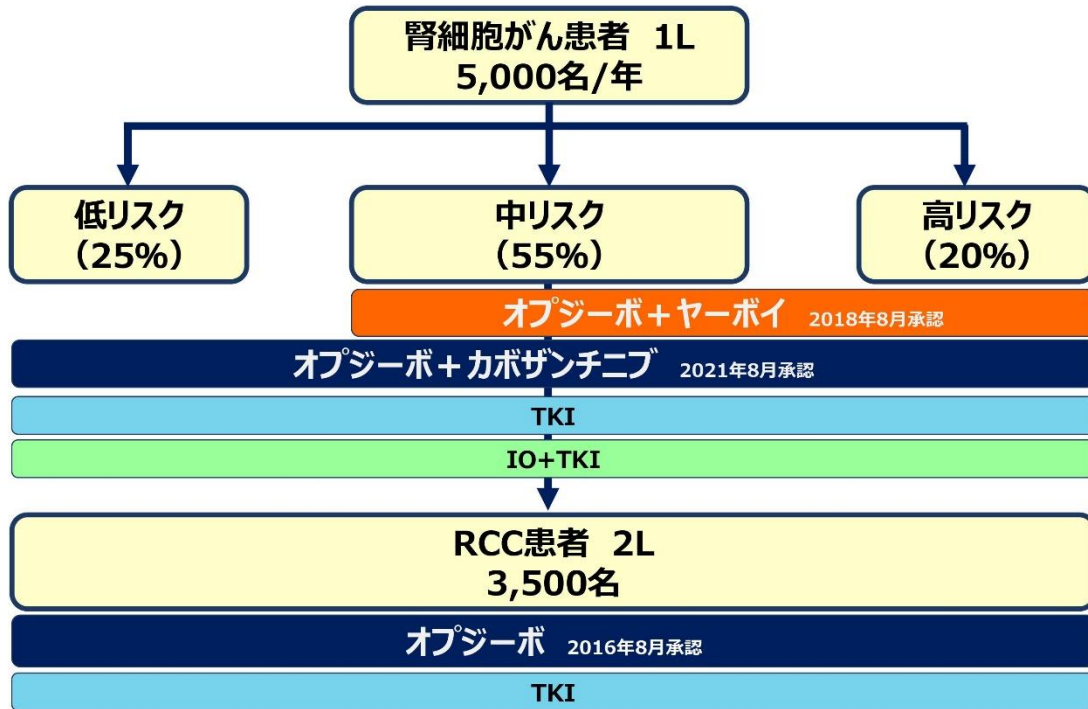 腎細胞がん患者 1L
5,000名/年
低リスク
（25%）
中リスク
（55%）
高リスク
（20%）
オプジーボ＋ヤーボイ 2018年8月承認
オプジーボ＋カボザンチニブ 2021年8月承認
TKI
IO+TKI
RCC患者 2L
3,500名
オプジーボ 2016年8月承認
TKI